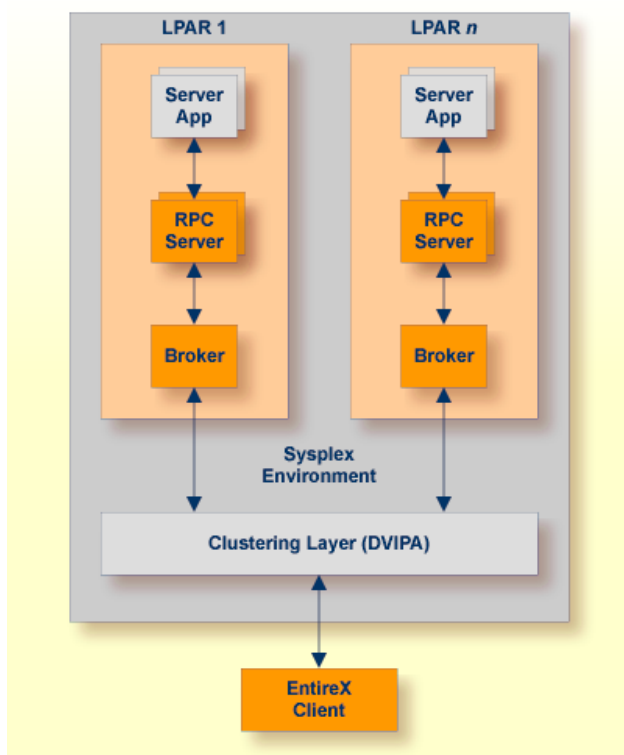 LPAR 1
LPAR n
Server
App
Server
App
RPC
Server
RPC
Server
Broker
Broker
Sysplex
Environment
Clustering Layer (DVIPA)
EntireX
Client